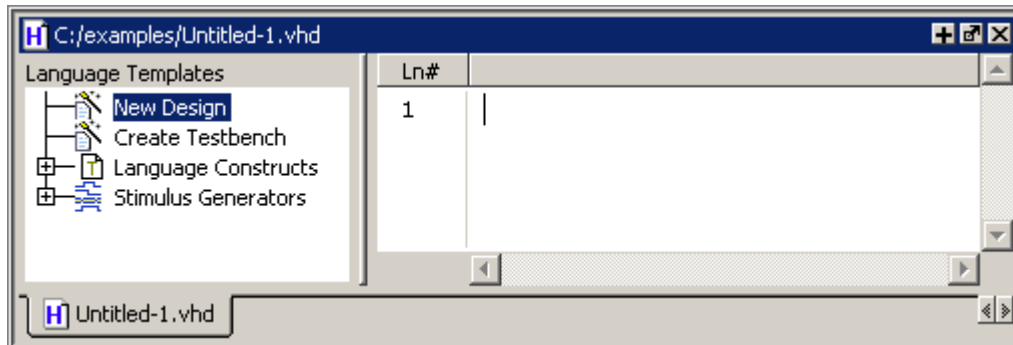 H C:/examples/Untitled-1.vhd
Language Templates
New Design
Create Testbench
T Language Constructs
Stimulus Generators
Ln#
1
H Untitled-1.vhd